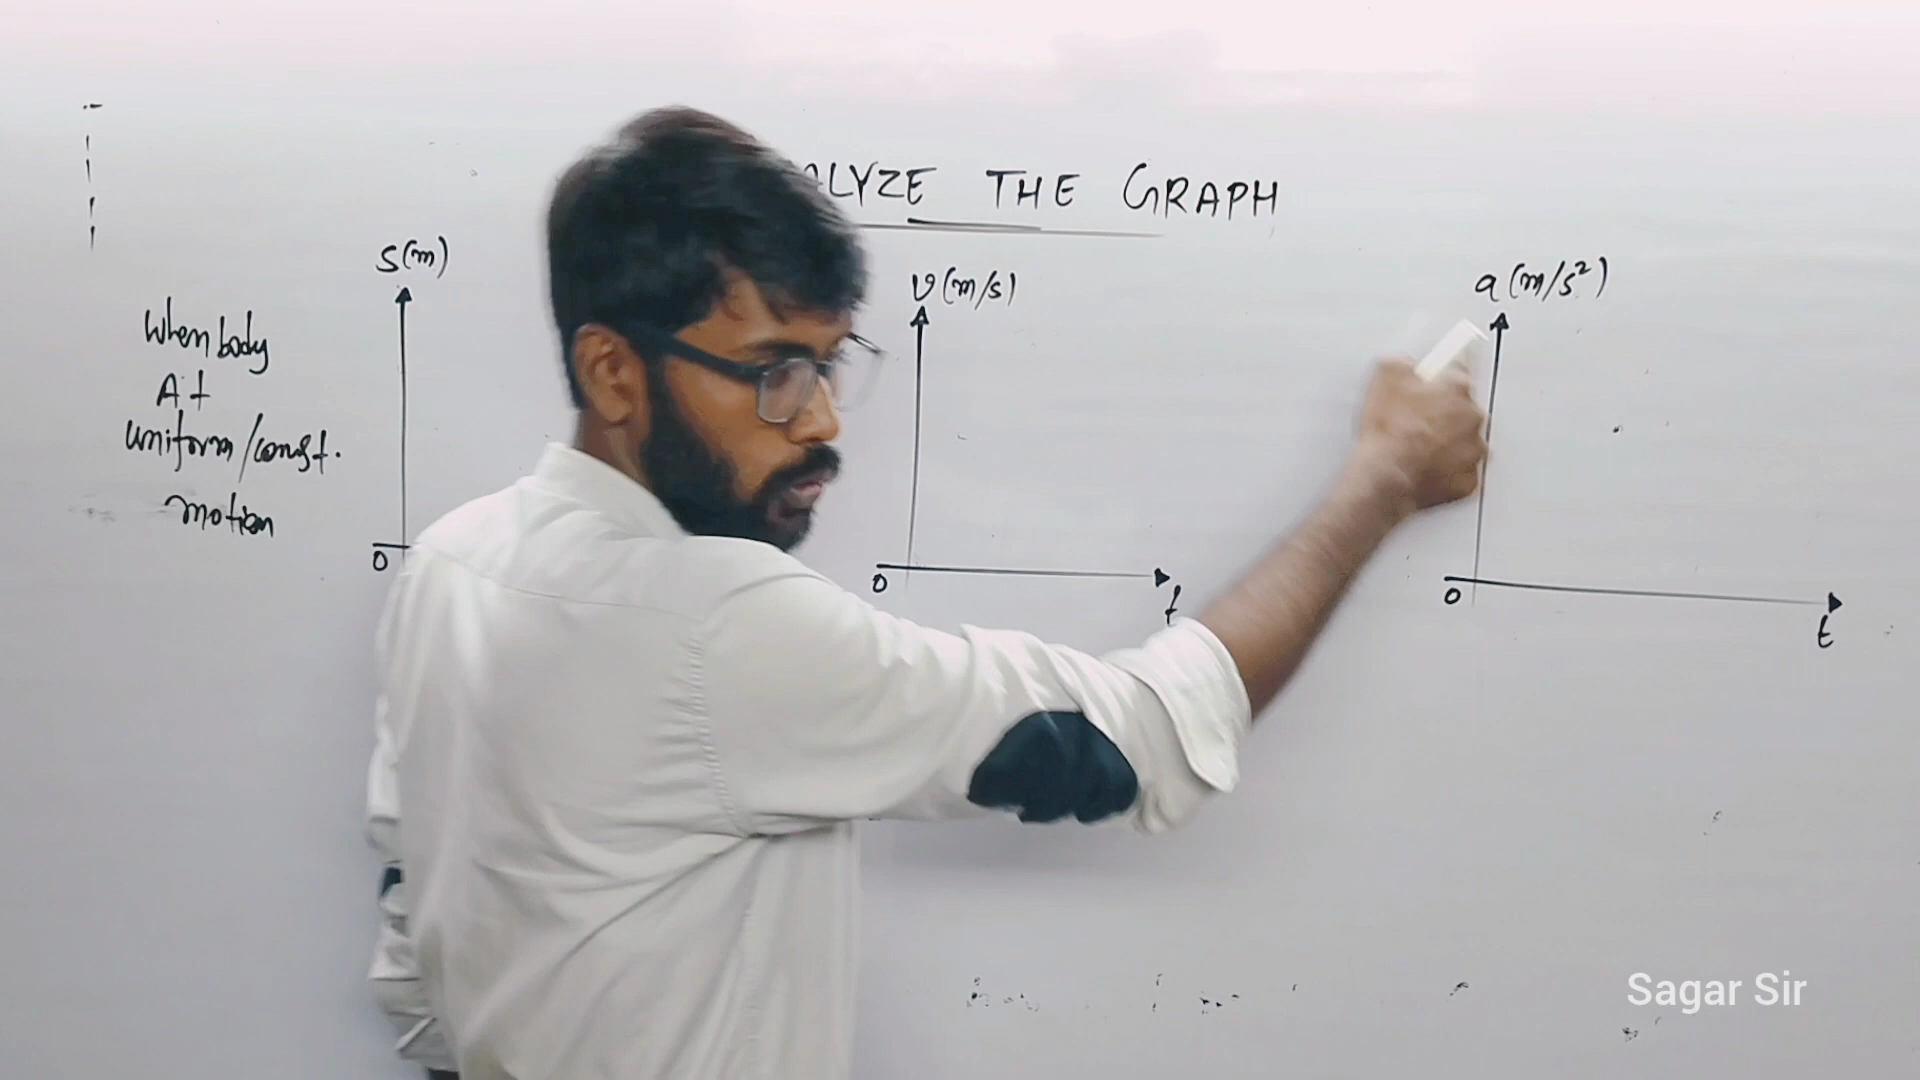 ALYZE THE GRAPH
S(m)
v(m/s)
a(m/s²)
When body
At
uniform/const.
motion
0
0
t
0
t
Sagar Sir